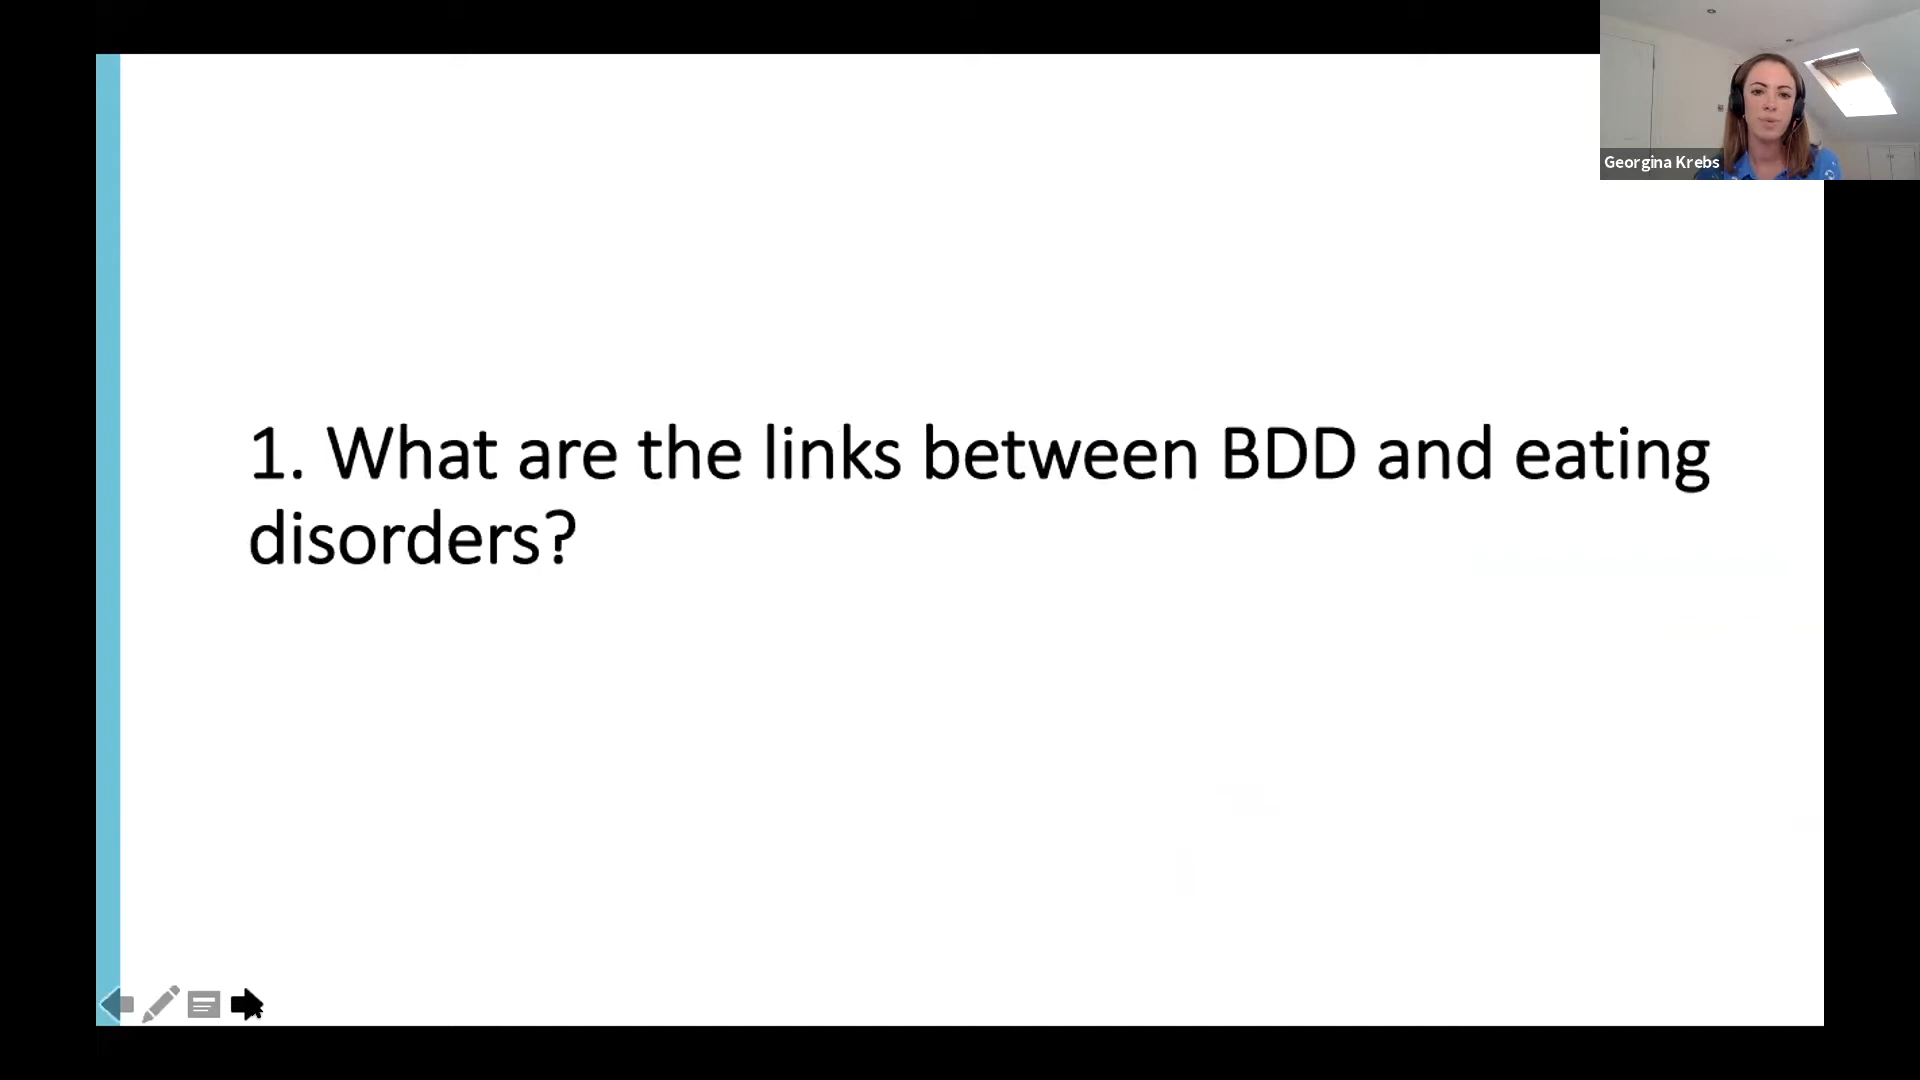 Georgina Krebs
1. What are the links between BDD and eating
disorders?